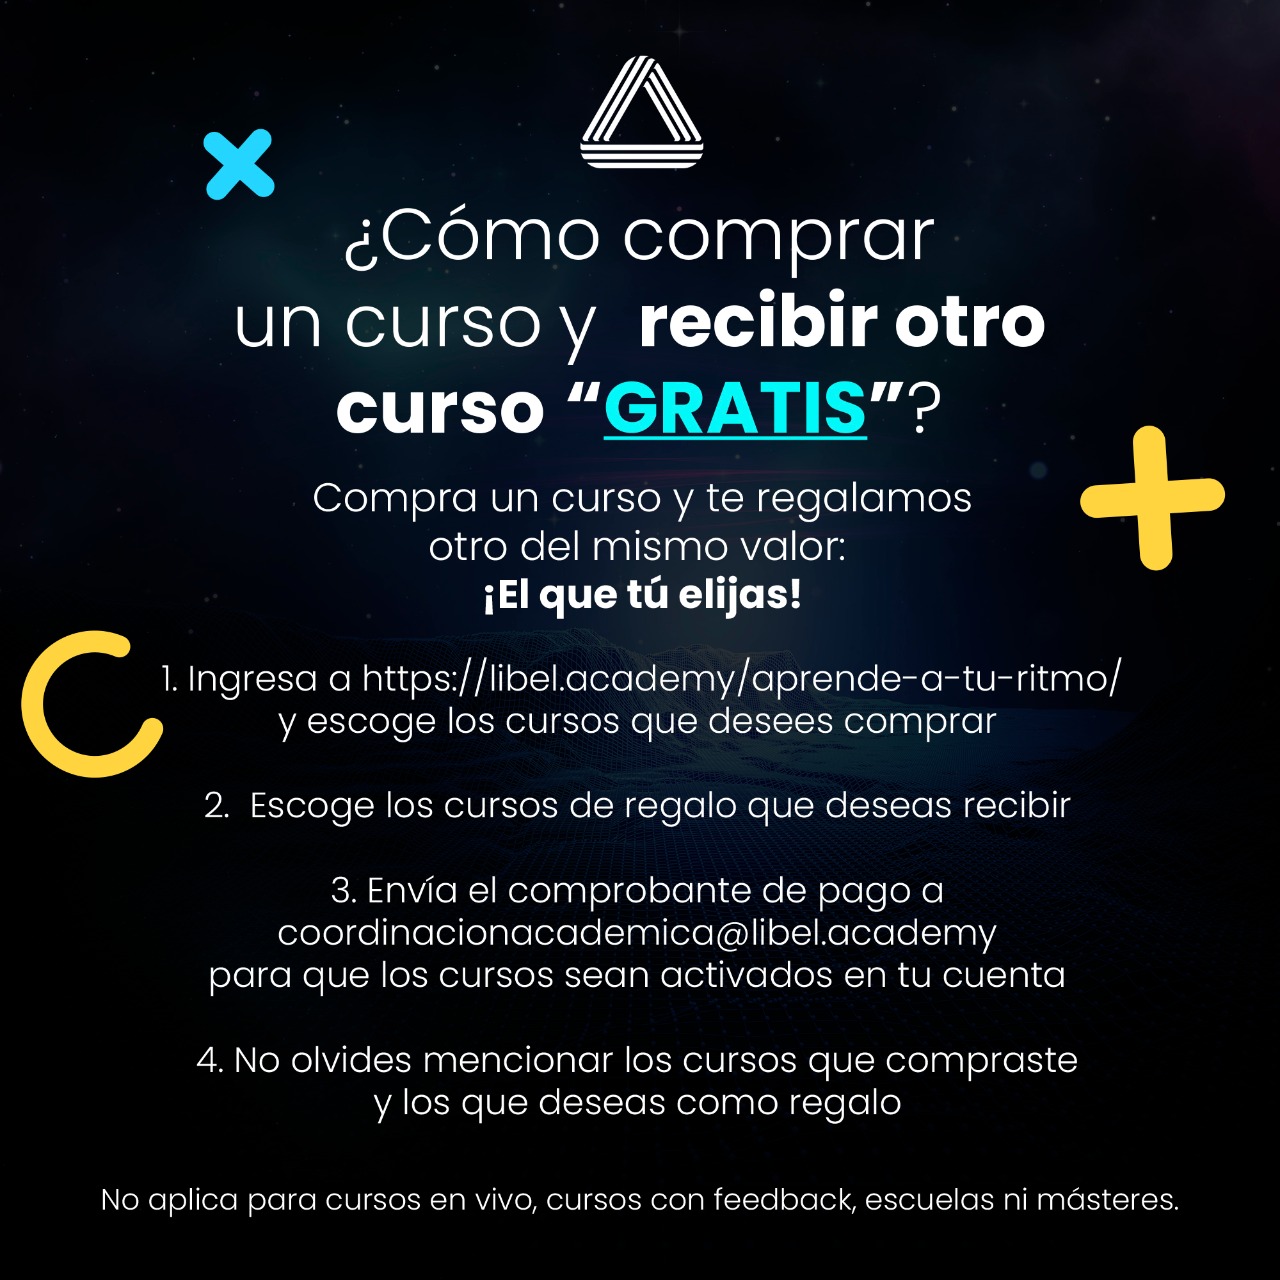 ¿Cómo comprar
un curso y recibir otro
curso “GRATIS”?
Compra un curso y te regalamos
otro del mismo valor:
¡El que tú elijas!
1. Ingresa a https://libel.academy/aprende-a-tu-ritmo/
y escoge los cursos que desees comprar
2. Escoge los cursos de regalo que deseas recibir
3. Envía el comprobante de pago a
coordinacionacademica@libel.academy
para que los cursos sean activados en tu cuenta
4. No olvides mencionar los cursos que compraste
y los que deseas como regalo
No aplica para cursos en vivo, cursos con feedback, escuelas ni másteres.